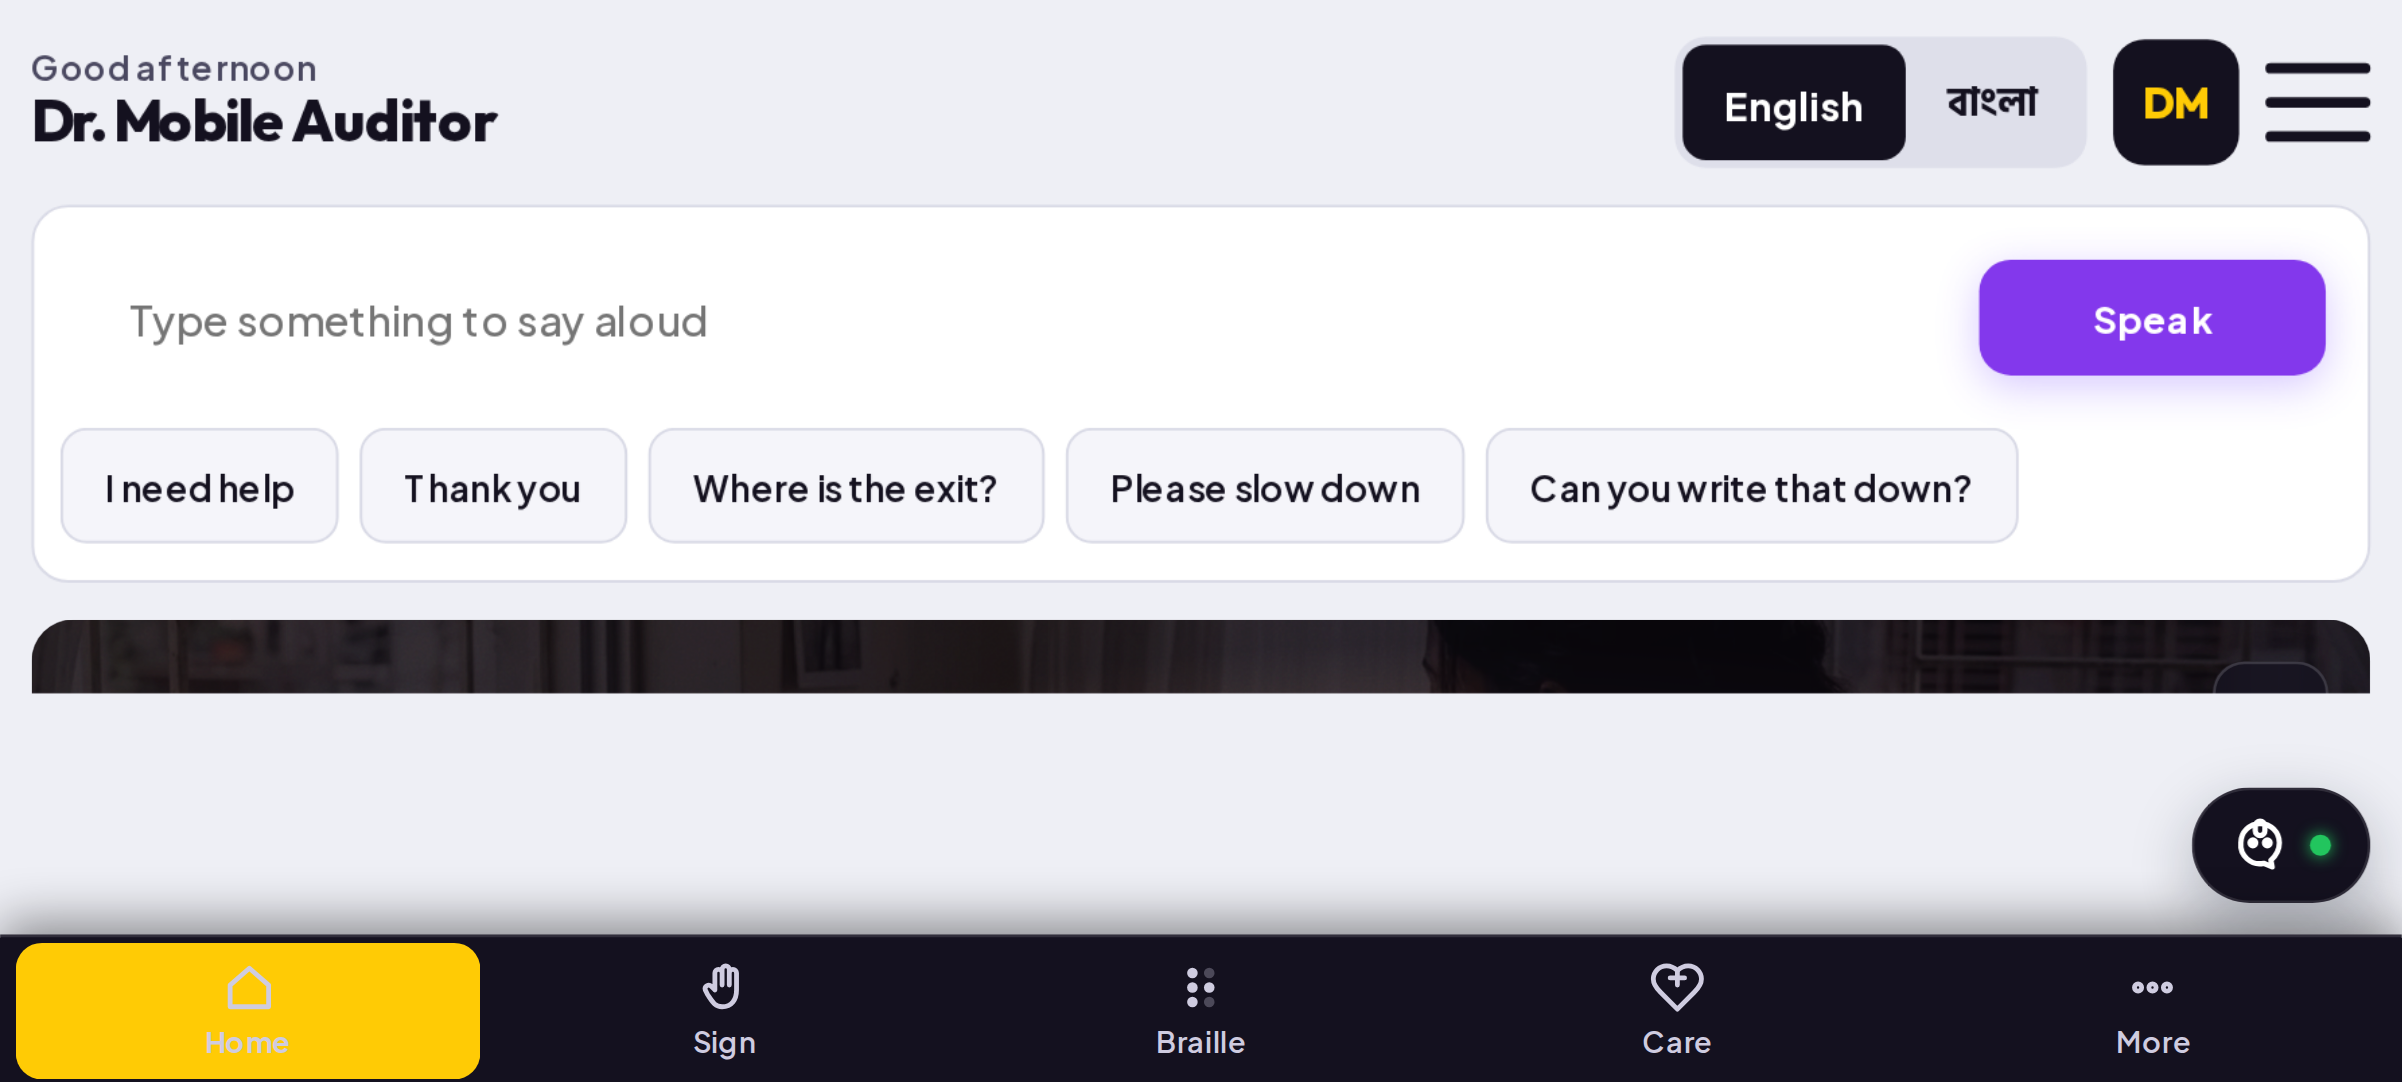 Good afternoon
Dr. Mobile Auditor
English
বাংলা
DM
Type something to say aloud
Speak
I need help
Thank you
Where is the exit?
Please slow down
Can you write that down?
Home
Sign
Braille
Care
More